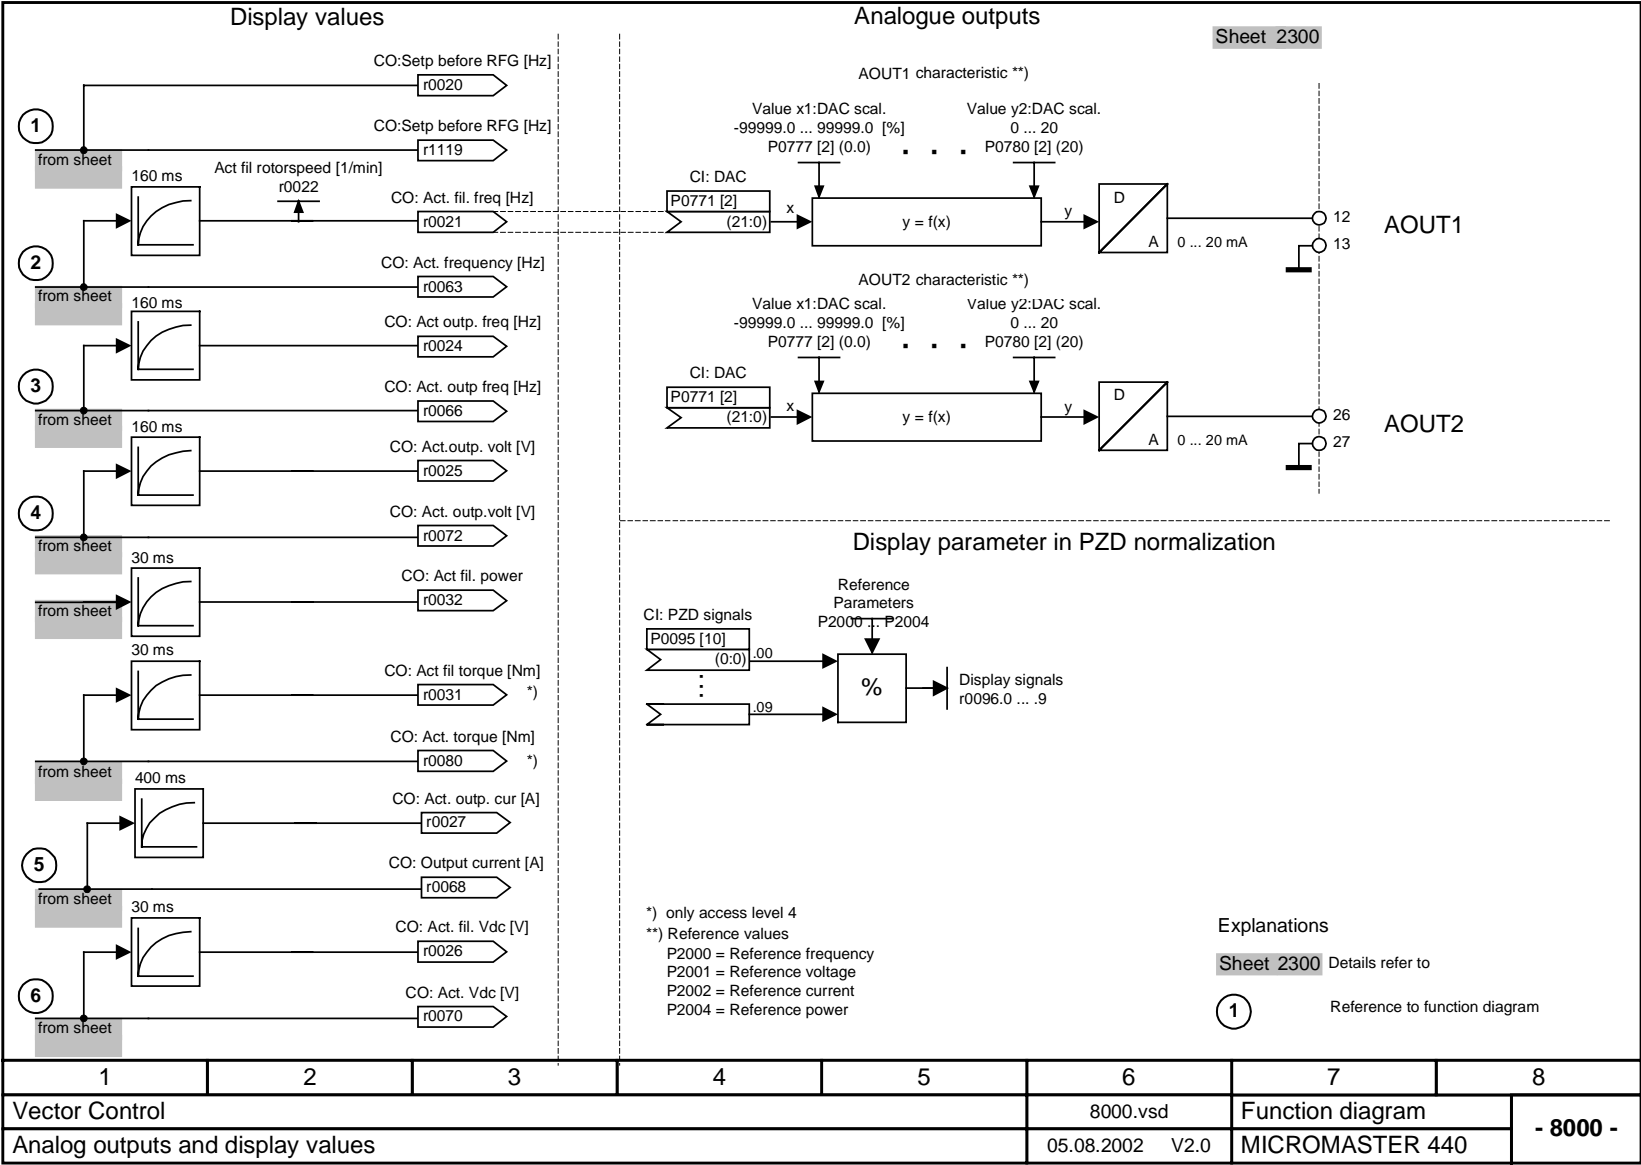 Display values
CO:Setp before RFG [Hz]
r0020
1
CO:Setp before RFG [Hz]
r1119
from sheet
160 ms
Act fil rotorspeed [1/min]
r0022
CO: Act. fil. freq [Hz]
r0021
2
CO: Act. frequency [Hz]
r0063
from sheet
160 ms
CO: Act outp. freq [Hz]
r0024
3
CO: Act. outp freq [Hz]
r0066
from sheet
160 ms
CO: Act.outp. volt [V]
r0025
4
CO: Act. outp.volt [V]
r0072
from sheet
30 ms
CO: Act fil. power
r0032
from sheet
30 ms
CO: Act fil torque [Nm]
r0031 *)
CO: Act. torque [Nm]
r0080 *)
from sheet
400 ms
CO: Act. outp. cur [A]
r0027
5
CO: Output current [A]
r0068
from sheet
30 ms
CO: Act. fil. Vdc [V]
r0026
6
CO: Act. Vdc [V]
r0070
from sheet
Analogue outputs
Sheet 2300
AOUT1 characteristic **)
Value x1:DAC scal.
-99999.0 ... 99999.0 [%]
P0777 [2] (0.0)
. . .
Value y2:DAC scal.
0 ... 20
P0780 [2] (20)
CI: DAC
P0771 [2]
(21:0)
x
y = f(x)
y
D
A
0 ... 20 mA
12
13
AOUT1
AOUT2 characteristic **)
Value x1:DAC scal.
-99999.0 ... 99999.0 [%]
P0777 [2] (0.0)
. . .
Value y2:DAC scal.
0 ... 20
P0780 [2] (20)
CI: DAC
P0771 [2]
(21:0)
x
y = f(x)
y
D
A
0 ... 20 mA
26
27
AOUT2
Display parameter in PZD normalization
Reference
Parameters
P2000 ... P2004
CI: PZD signals
P0095 [10]
(0:0) .00
.09
%
Display signals
r0096.0 ... .9
*) only access level 4
**) Reference values
P2000 = Reference frequency
P2001 = Reference voltage
P2002 = Reference current
P2004 = Reference power
Explanations
Sheet 2300 Details refer to
1 Reference to function diagram
1 2 3 4 5 6 7 8
Vector Control
8000.vsd
Function diagram
- 8000 -
Analog outputs and display values
05.08.2002 V2.0
MICROMASTER 440